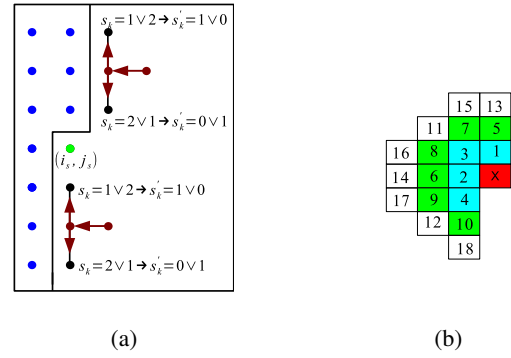 s_k=1∨2→s'_k=1∨0
s_k=2∨1→s'_k=0∨1
(i_s, j_s)
s_k=1∨2→s'_k=1∨0
s_k=2∨1→s'_k=0∨1
(a)
15 13
11 7 5
16 8 3 1
14 6 2 x
17 9 4
12 10
18
(b)